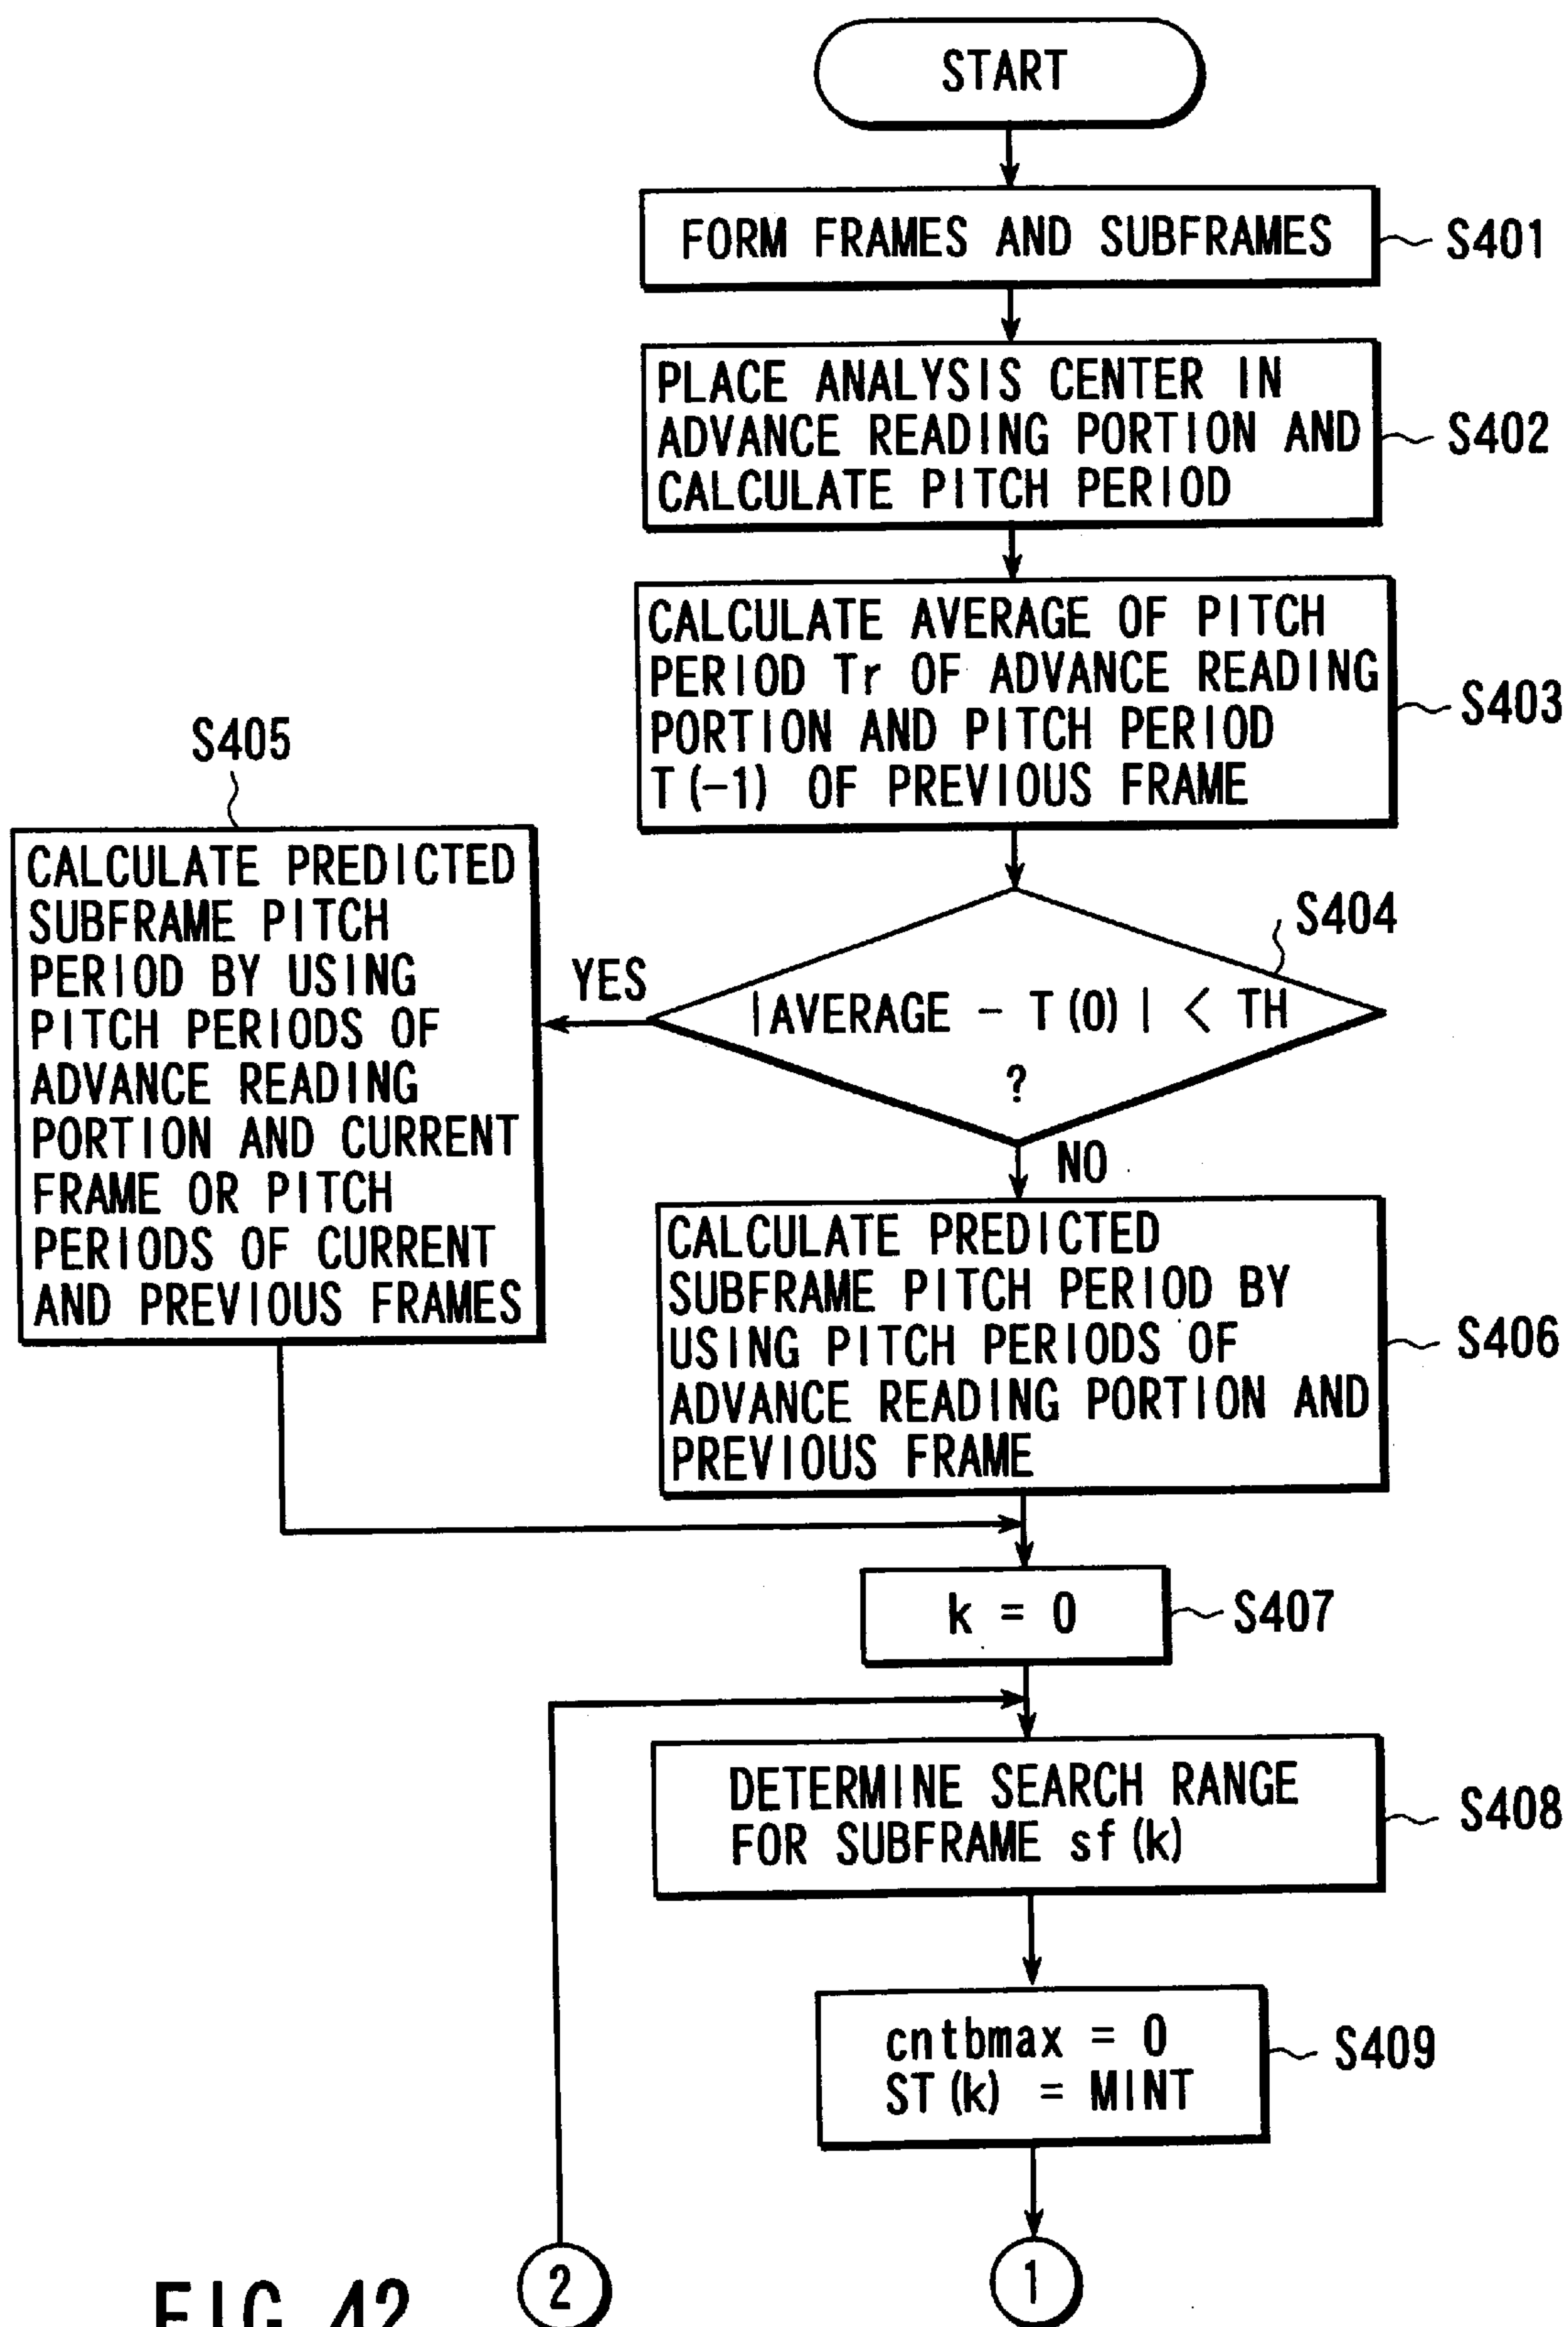 START
FORM FRAMES AND SUBFRAMES
S401
PLACE ANALYSIS CENTER IN
ADVANCE READING PORTION AND
CALCULATE PITCH PERIOD
S402
CALCULATE AVERAGE OF PITCH
PERIOD Tr OF ADVANCE READING
PORTION AND PITCH PERIOD
T(-1) OF PREVIOUS FRAME
S403
S404
|AVERAGE - T(0)| < TH
?
YES
NO
S405
CALCULATE PREDICTED
SUBFRAME PITCH
PERIOD BY USING
PITCH PERIODS OF
ADVANCE READING
PORTION AND CURRENT
FRAME OR PITCH
PERIODS OF CURRENT
AND PREVIOUS FRAMES
CALCULATE PREDICTED
SUBFRAME PITCH PERIOD BY
USING PITCH PERIODS OF
ADVANCE READING PORTION AND
PREVIOUS FRAME
S406
k = 0
S407
DETERMINE SEARCH RANGE
FOR SUBFRAME sf(k)
S408
cntbmax = 0
ST(k) = MINT
S409
2
1
FIG. 42